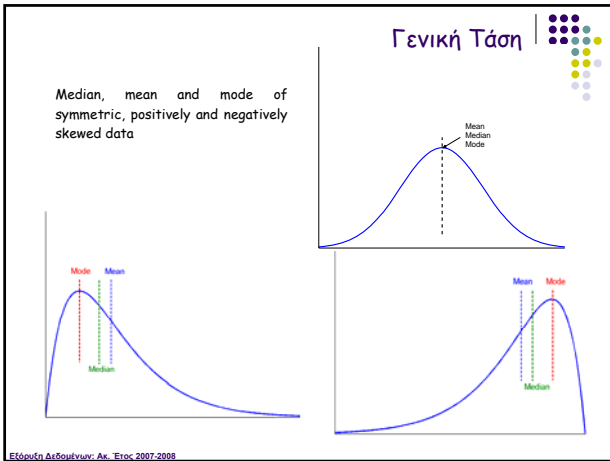 Γενική Τάση
Median, mean and mode of
symmetric, positively and negatively
skewed data
Mean
Median
Mode
Mode Mean
Median
Mean Mode
Median
Εξόρυξη Δεδομένων: Ακ. Έτος 2007-2008